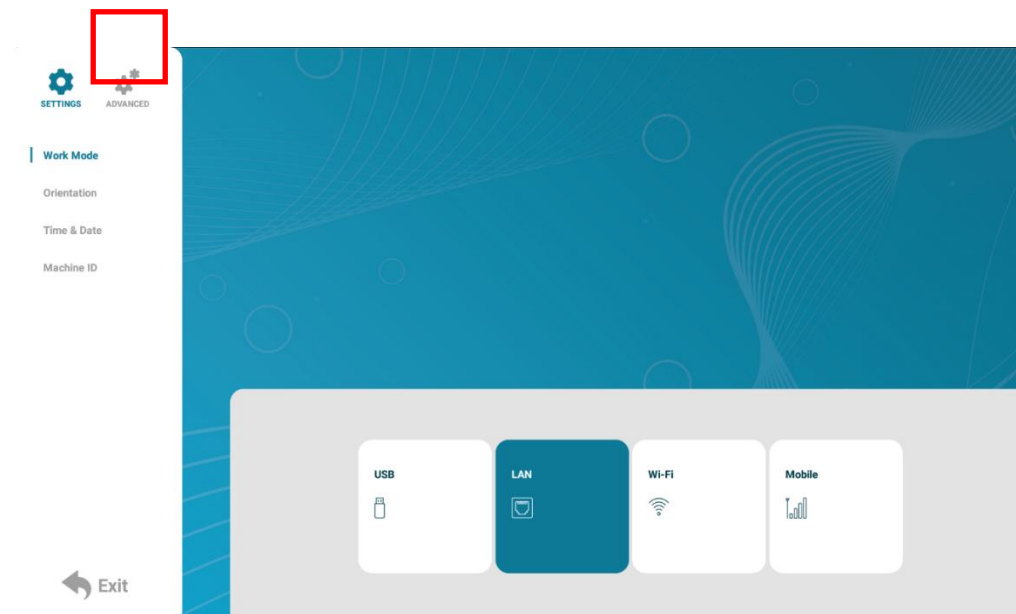 SETTINGS ADVANCED
Work Mode
Orientation
Time & Date
Machine ID
USB LAN Wi-Fi Mobile
Exit